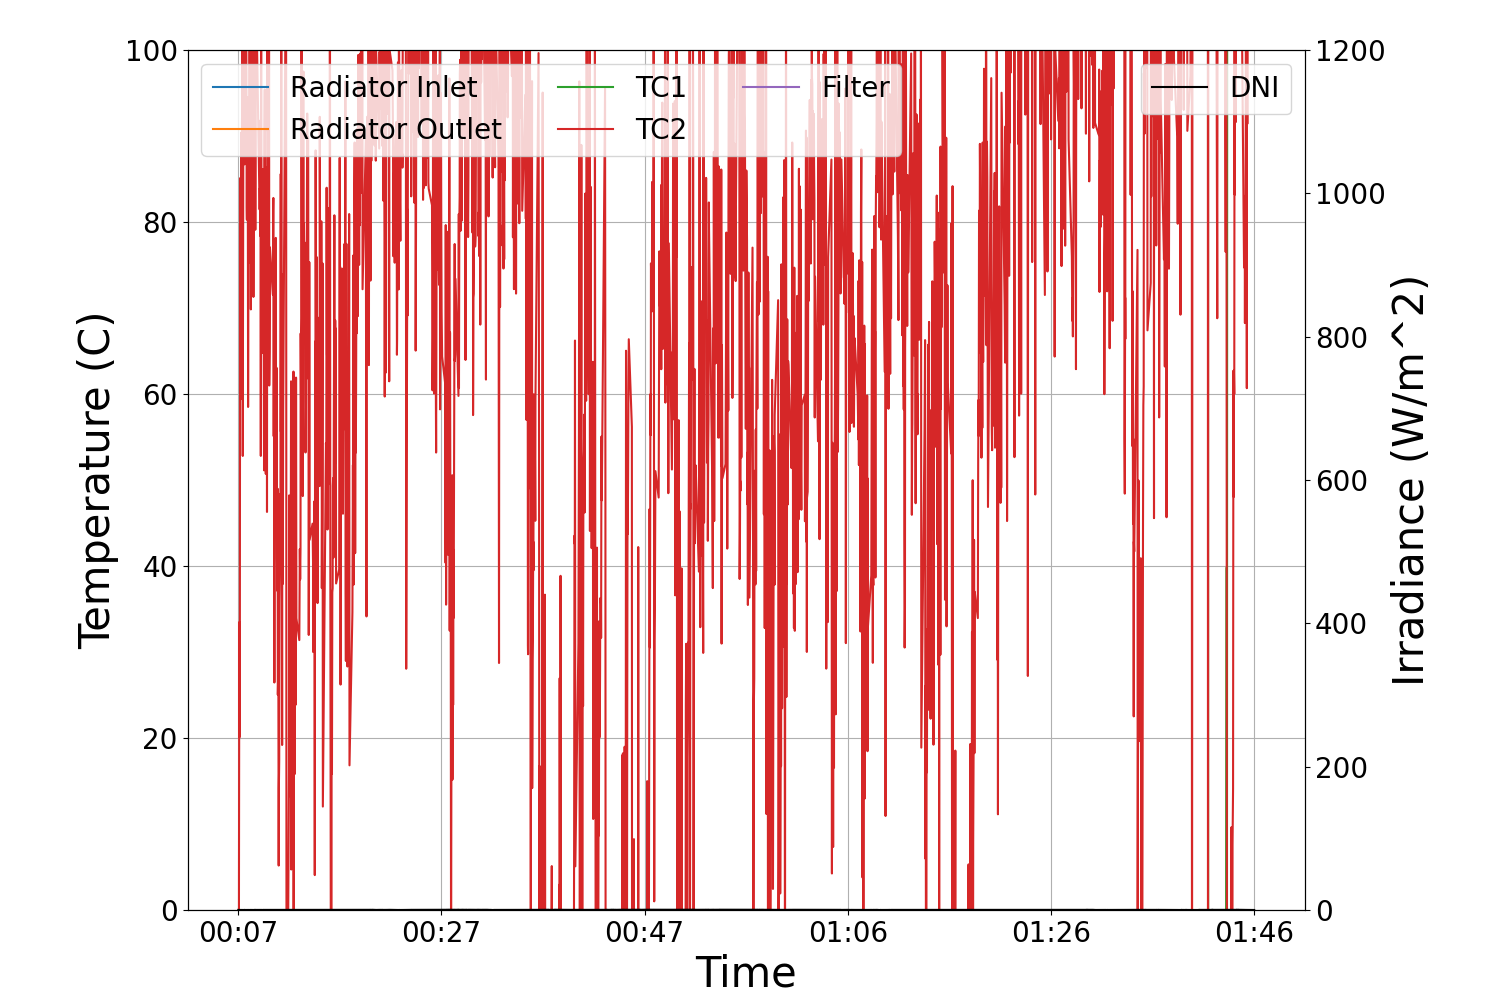 Radiator Inlet
Radiator Outlet
TC1
TC2
Filter
DNI
Temperature (C)
100
80
60
40
20
0
Irradiance (W/m^2)
1200
1000
800
600
400
200
0
00:07 00:27 00:47 01:06 01:26 01:46
Time